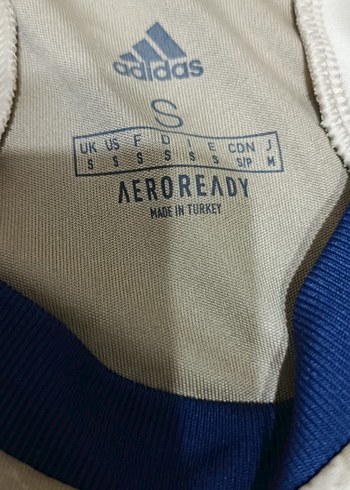 adidas
S
UK US F D I E CDN J
S S S S S S S/P M
AEROREADY
MADE IN TURKEY